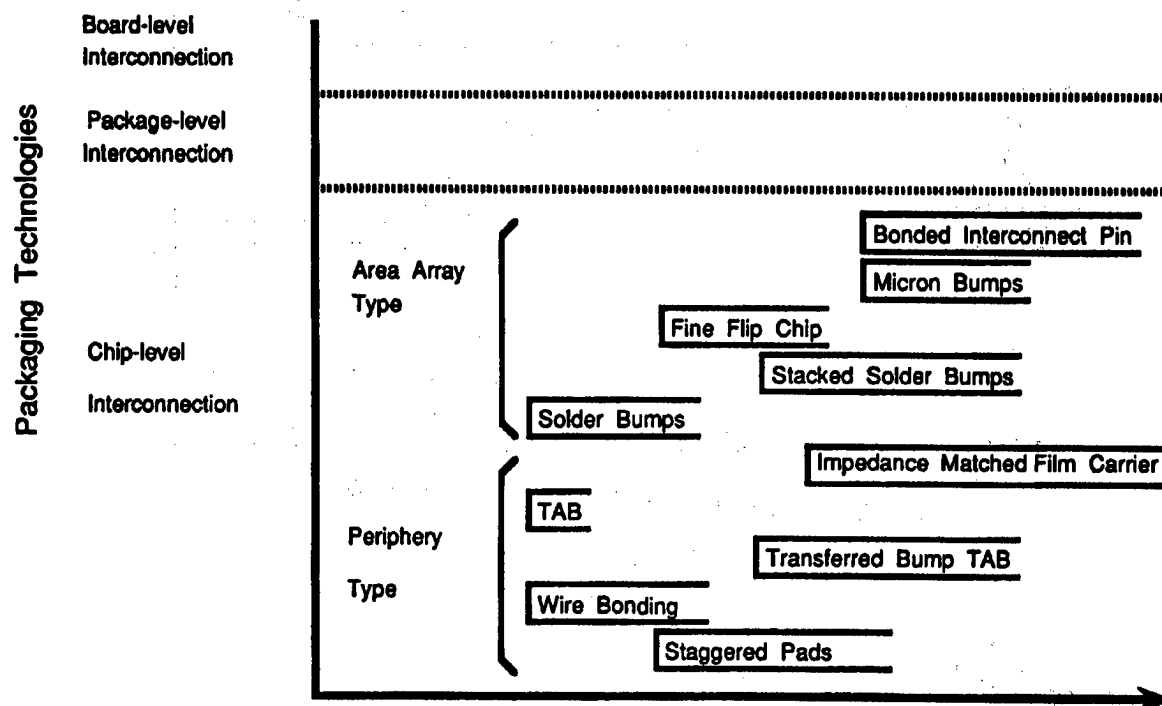 Packaging Technologies
Board-level
Interconnection
Package-level
Interconnection
Chip-level
Interconnection
Area Array
Type
Bonded Interconnect Pin
Micron Bumps
Fine Flip Chip
Stacked Solder Bumps
Solder Bumps
Periphery
Type
Impedance Matched Film Carrier
TAB
Transferred Bump TAB
Wire Bonding
Staggered Pads